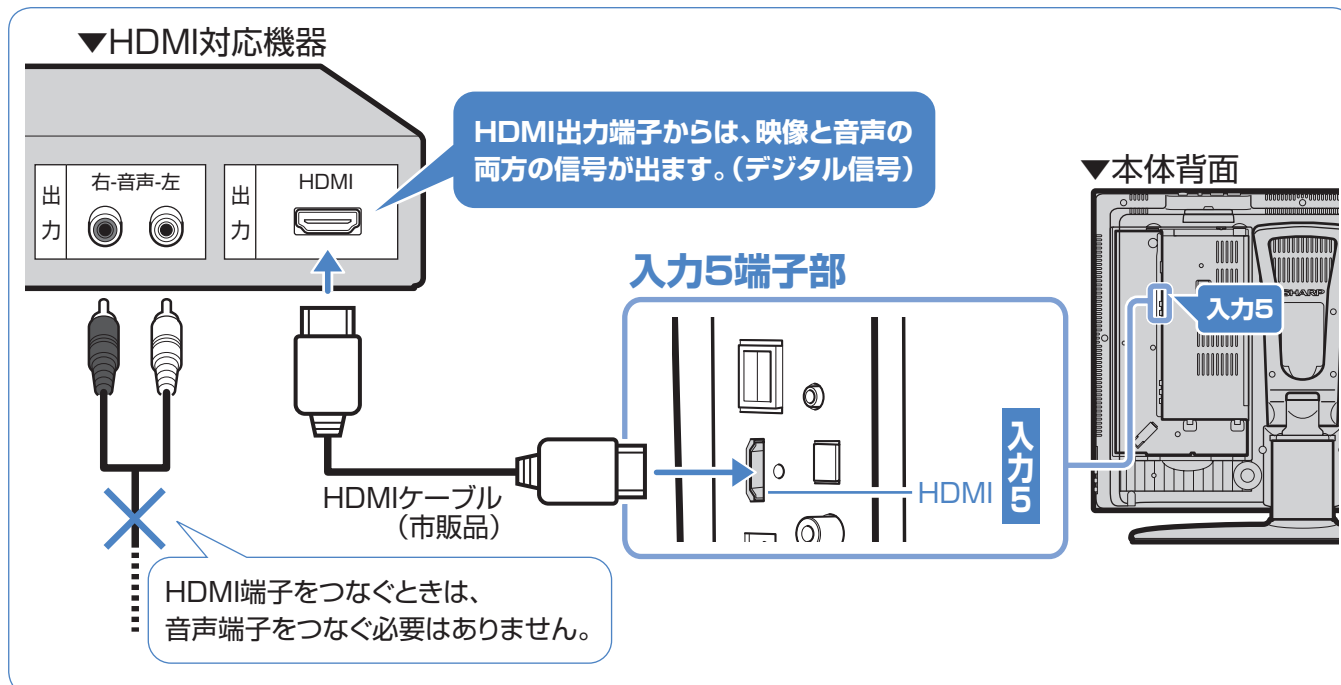 ▼HDMI対応機器
HDMI出力端子からは、映像と音声の
両方の信号が出ます。(デジタル信号)
出力
右-音声-左
出力
HDMI
▼本体背面
SHARP
入力5
入力5端子部
入力5
HDMI
HDMIケーブル
(市販品)
HDMI端子をつなぐときは、
音声端子をつなぐ必要はありません。